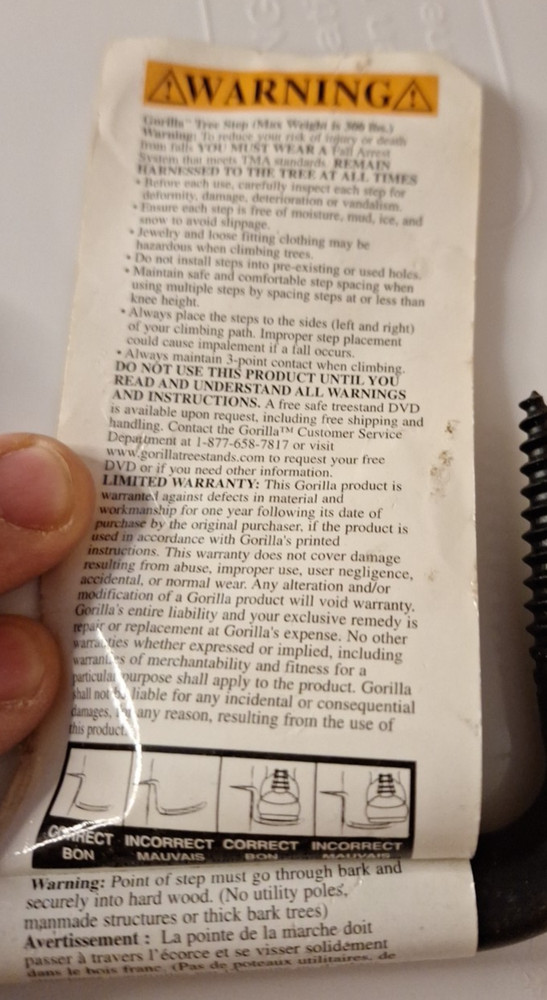 WARNING
Gorilla™ Tree Step (Max Weight is 300 lbs.)
Warning: To reduce your risk of injury or death
from falls YOU MUST WEAR A Fall Arrest
System that meets TMA standards. REMAIN
HARNESSED TO THE TREE AT ALL TIMES
• Before each use, carefully inspect each step for
deformity, damage, deterioration or vandalism.
• Ensure each step is free of moisture, mud, ice, and
snow to avoid slippage.
• Jewelry and loose fitting clothing may be
hazardous when climbing trees.
• Do not install steps into pre-existing or used holes.
• Maintain safe and comfortable step spacing when
using multiple steps by spacing steps at or less than
knee height.
• Always place the steps to the sides (left and right)
of your climbing path. Improper step placement
could cause impalement if a fall occurs.
• Always maintain 3-point contact when climbing.
DO NOT USE THIS PRODUCT UNTIL YOU
READ AND UNDERSTAND ALL WARNINGS
AND INSTRUCTIONS. A free safe treestand DVD
is available upon request, including free shipping and
handling. Contact the Gorilla™ Customer Service
Department at 1-877-658-7817 or visit
www.gorillatreestands.com to request your free
DVD or if you need other information.
LIMITED WARRANTY: This Gorilla product is
warranted against defects in material and
workmanship for one year following its date of
purchase by the original purchaser, if the product is
used in accordance with Gorilla's printed
instructions. This warranty does not cover damage
resulting from abuse, improper use, user negligence,
accidental, or normal wear. Any alteration and/or
modification of a Gorilla product will void warranty.
Gorilla's entire liability and your exclusive remedy is
repair or replacement at Gorilla's expense. No other
warranties whether expressed or implied, including
warranties of merchantability and fitness for a
particular purpose shall apply to the product. Gorilla
shall not be liable for any incidental or consequential
damages, for any reason, resulting from the use of
this product.
CORRECT INCORRECT CORRECT INCORRECT
BON MAUVAIS BON MAUVAIS
Warning: Point of step must go through bark and
securely into hard wood. (No utility poles,
manmade structures or thick bark trees)
Avertissement : La pointe de la marche doit
passer à travers l'écorce et se visser solidement
dans le bois franc. (Pas de poteaux utilitaires, de